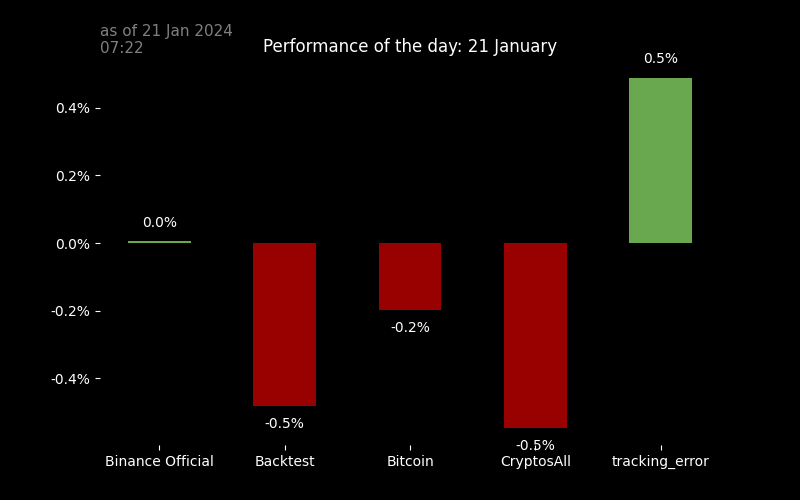 as of 21 Jan 2024
07:22
Performance of the day: 21 January
0.5%
0.4%
0.2%
0.0%
0.0%
-0.2%
-0.2%
-0.4%
-0.5%
-0.5%
Binance Official
Backtest
Bitcoin
CryptosAll
tracking_error